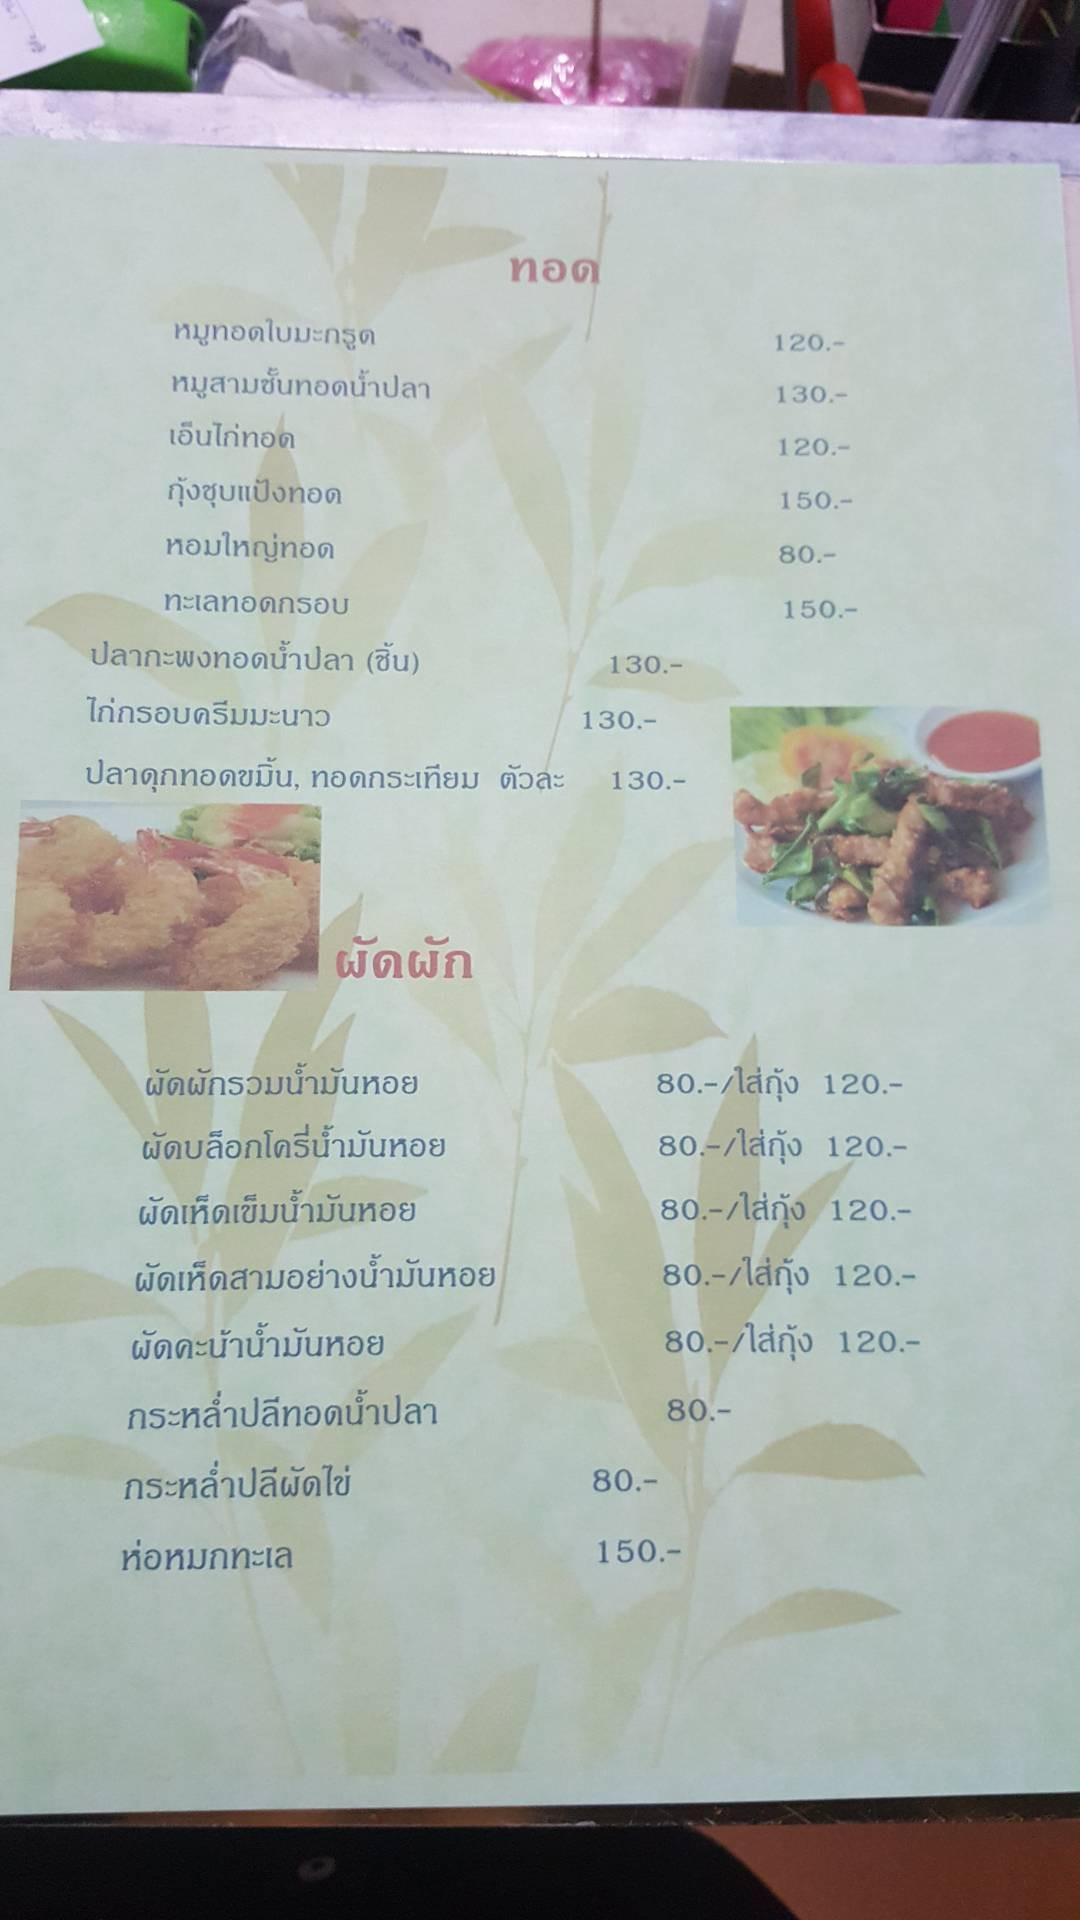 ทอด
หมูทอดใบมะกรูด 120.-
หมูสามชั้นทอดน้ำปลา 130.-
เอ็นไก่ทอด 120.-
กุ้งชุบแป้งทอด 150.-
หอมใหญ่ทอด 80.-
ทะเลทอดกรอบ 150.-
ปลากะพงทอดน้ำปลา (ชิ้น) 130.-
ไก่กรอบครีมมะนาว 130.-
ปลาดุกทอดขมิ้น, ทอดกระเทียม ตัวละ 130.-
ผัดผัก
ผัดผักรวมน้ำมันหอย 80.-/ใส่กุ้ง 120.-
ผัดบล็อกโครี่น้ำมันหอย 80.-/ใส่กุ้ง 120.-
ผัดเห็ดเข็มน้ำมันหอย 80.-/ใส่กุ้ง 120.-
ผัดเห็ดสามอย่างน้ำมันหอย 80.-/ใส่กุ้ง 120.-
ผัดคะน้าน้ำมันหอย 80.-/ใส่กุ้ง 120.-
กระหล่ำปลีทอดน้ำปลา 80.-
กระหล่ำปลีผัดไข่ 80.-
ห่อหมกทะเล 150.-